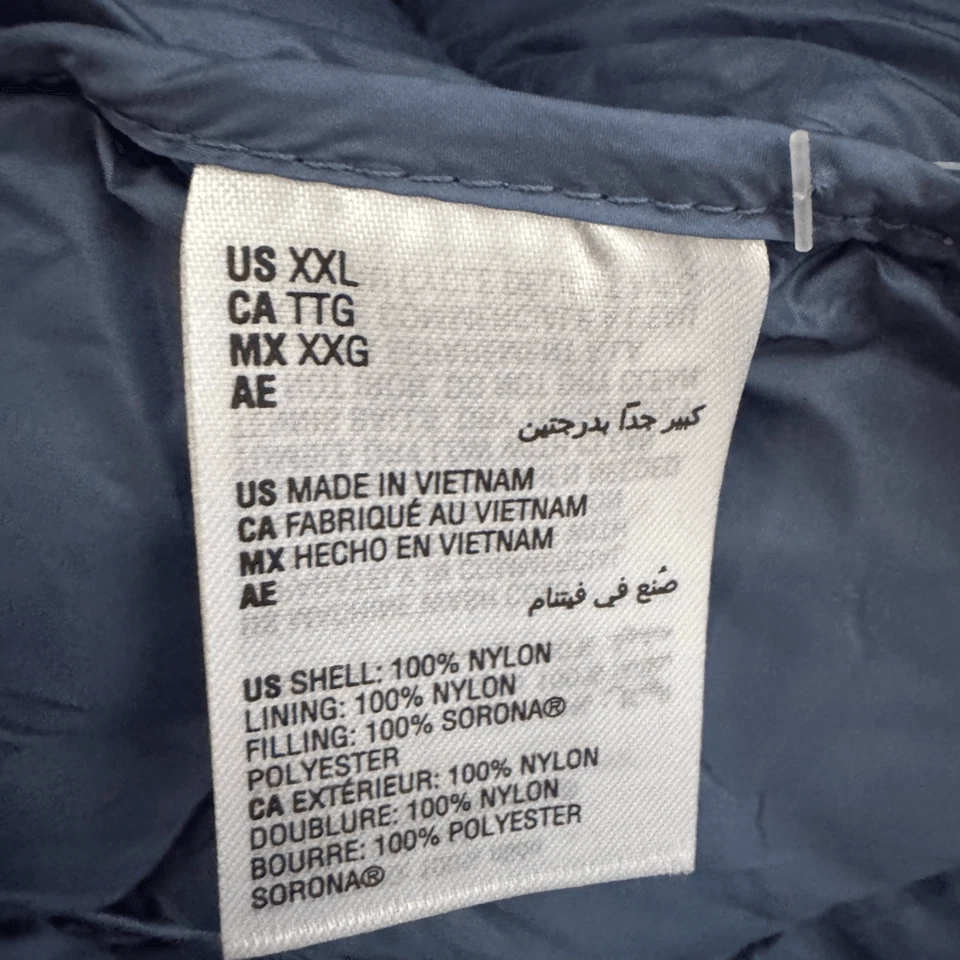 US XXL
CA TTG
MX XXG
AE
كبير جدًا بدرجتين
US MADE IN VIETNAM
CA FABRIQUÉ AU VIETNAM
MX HECHO EN VIETNAM
AE
صُنع في فيتنام
US SHELL: 100% NYLON
LINING: 100% NYLON
FILLING: 100% SORONA®
POLYESTER
CA EXTÉRIEUR: 100% NYLON
DOUBLURE: 100% NYLON
BOURRE: 100% POLYESTER
SORONA®